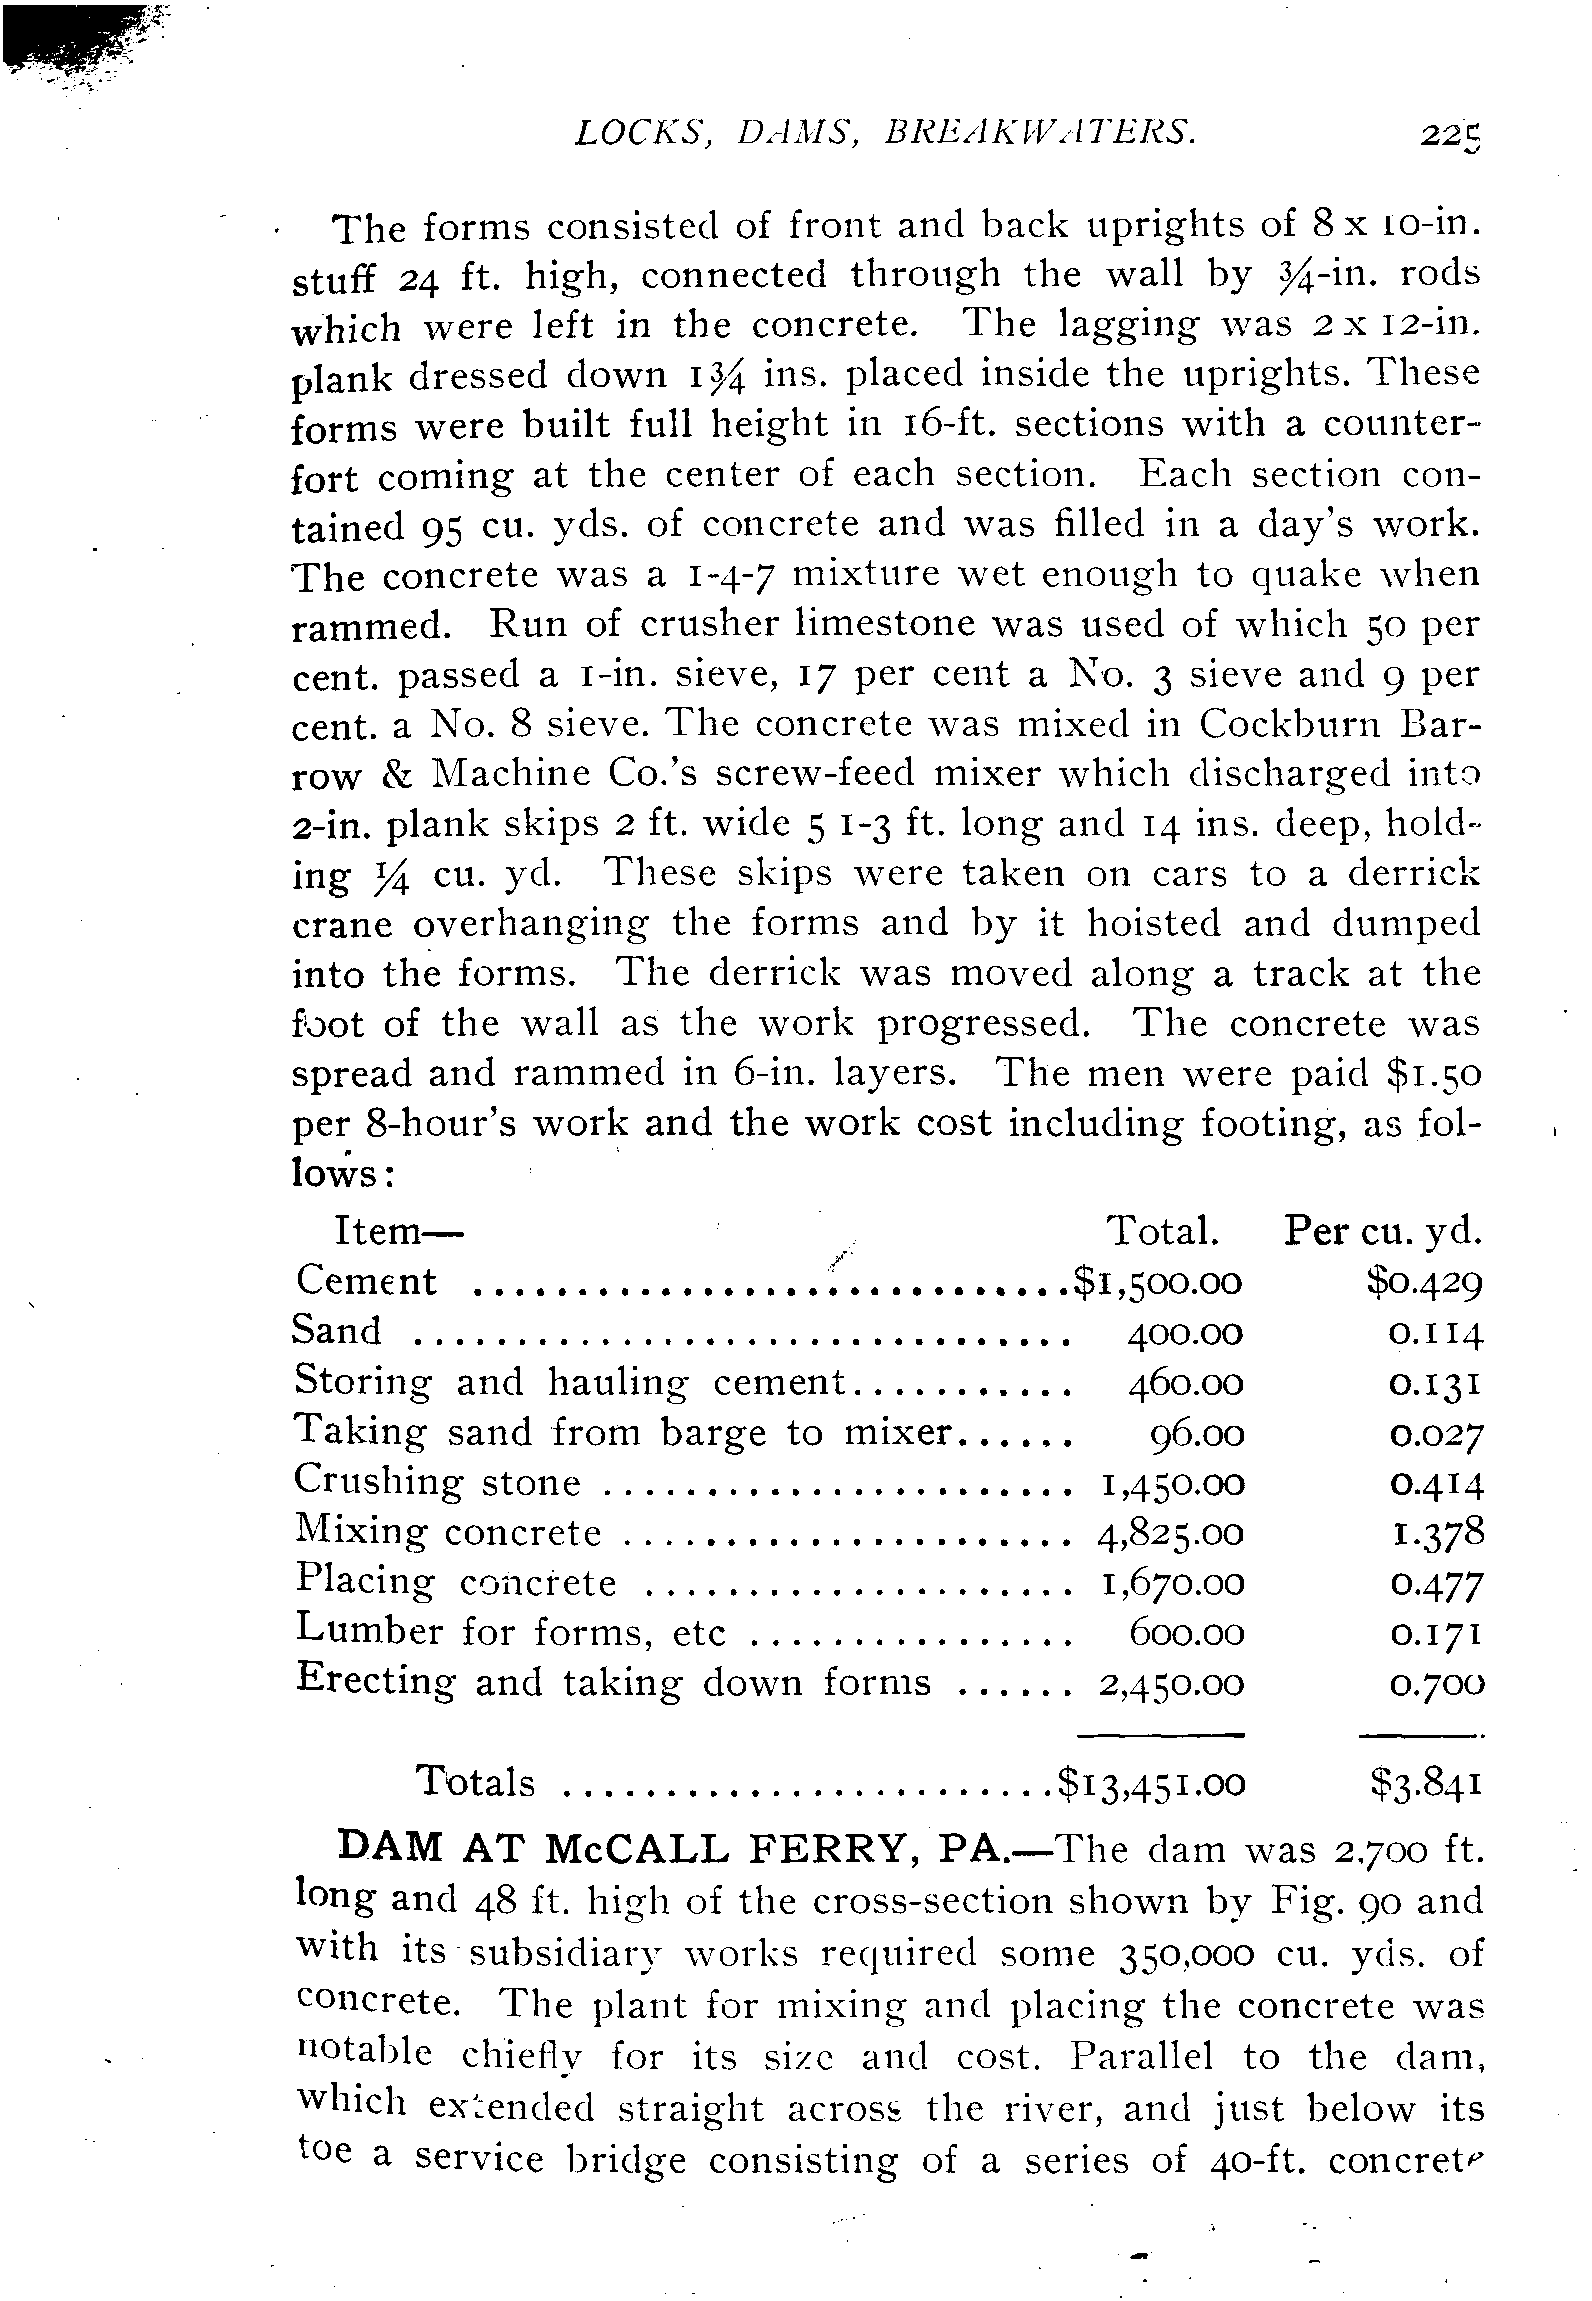 LOCKS, DAMS, BREAKWATERS. 225
The forms consisted of front and back uprights of 8 x 10-in.
stuff 24 ft. high, connected through the wall by ¾-in. rods
which were left in the concrete. The lagging was 2 x 12-in.
plank dressed down 1¾ ins. placed inside the uprights. These
forms were built full height in 16-ft. sections with a counter-
fort coming at the center of each section. Each section con-
tained 95 cu. yds. of concrete and was filled in a day's work.
The concrete was a 1-4-7 mixture wet enough to quake when
rammed. Run of crusher limestone was used of which 50 per
cent. passed a 1-in. sieve, 17 per cent a No. 3 sieve and 9 per
cent. a No. 8 sieve. The concrete was mixed in Cockburn Bar-
row & Machine Co.'s screw-feed mixer which discharged into
2-in. plank skips 2 ft. wide 5 1-3 ft. long and 14 ins. deep, hold-
ing ¼ cu. yd. These skips were taken on cars to a derrick
crane overhanging the forms and by it hoisted and dumped
into the forms. The derrick was moved along a track at the
foot of the wall as the work progressed. The concrete was
spread and rammed in 6-in. layers. The men were paid $1.50
per 8-hour's work and the work cost including footing, as fol-
lows:
Item— Total. Per cu. yd.
Cement .............................$1,500.00 $0.429
Sand ................................ 400.00 0.114
Storing and hauling cement........... 460.00 0.131
Taking sand from barge to mixer...... 96.00 0.027
Crushing stone ....................... 1,450.00 0.414
Mixing concrete ...................... 4,825.00 1.378
Placing concrete ..................... 1,670.00 0.477
Lumber for forms, etc ................ 600.00 0.171
Erecting and taking down forms ...... 2,450.00 0.700
Totals ........................$13,451.00 $3.841
DAM AT McCALL FERRY, PA.—The dam was 2,700 ft.
long and 48 ft. high of the cross-section shown by Fig. 90 and
with its subsidiary works required some 350,000 cu. yds. of
concrete. The plant for mixing and placing the concrete was
notable chiefly for its size and cost. Parallel to the dam,
which extended straight across the river, and just below its
toe a service bridge consisting of a series of 40-ft. concrete